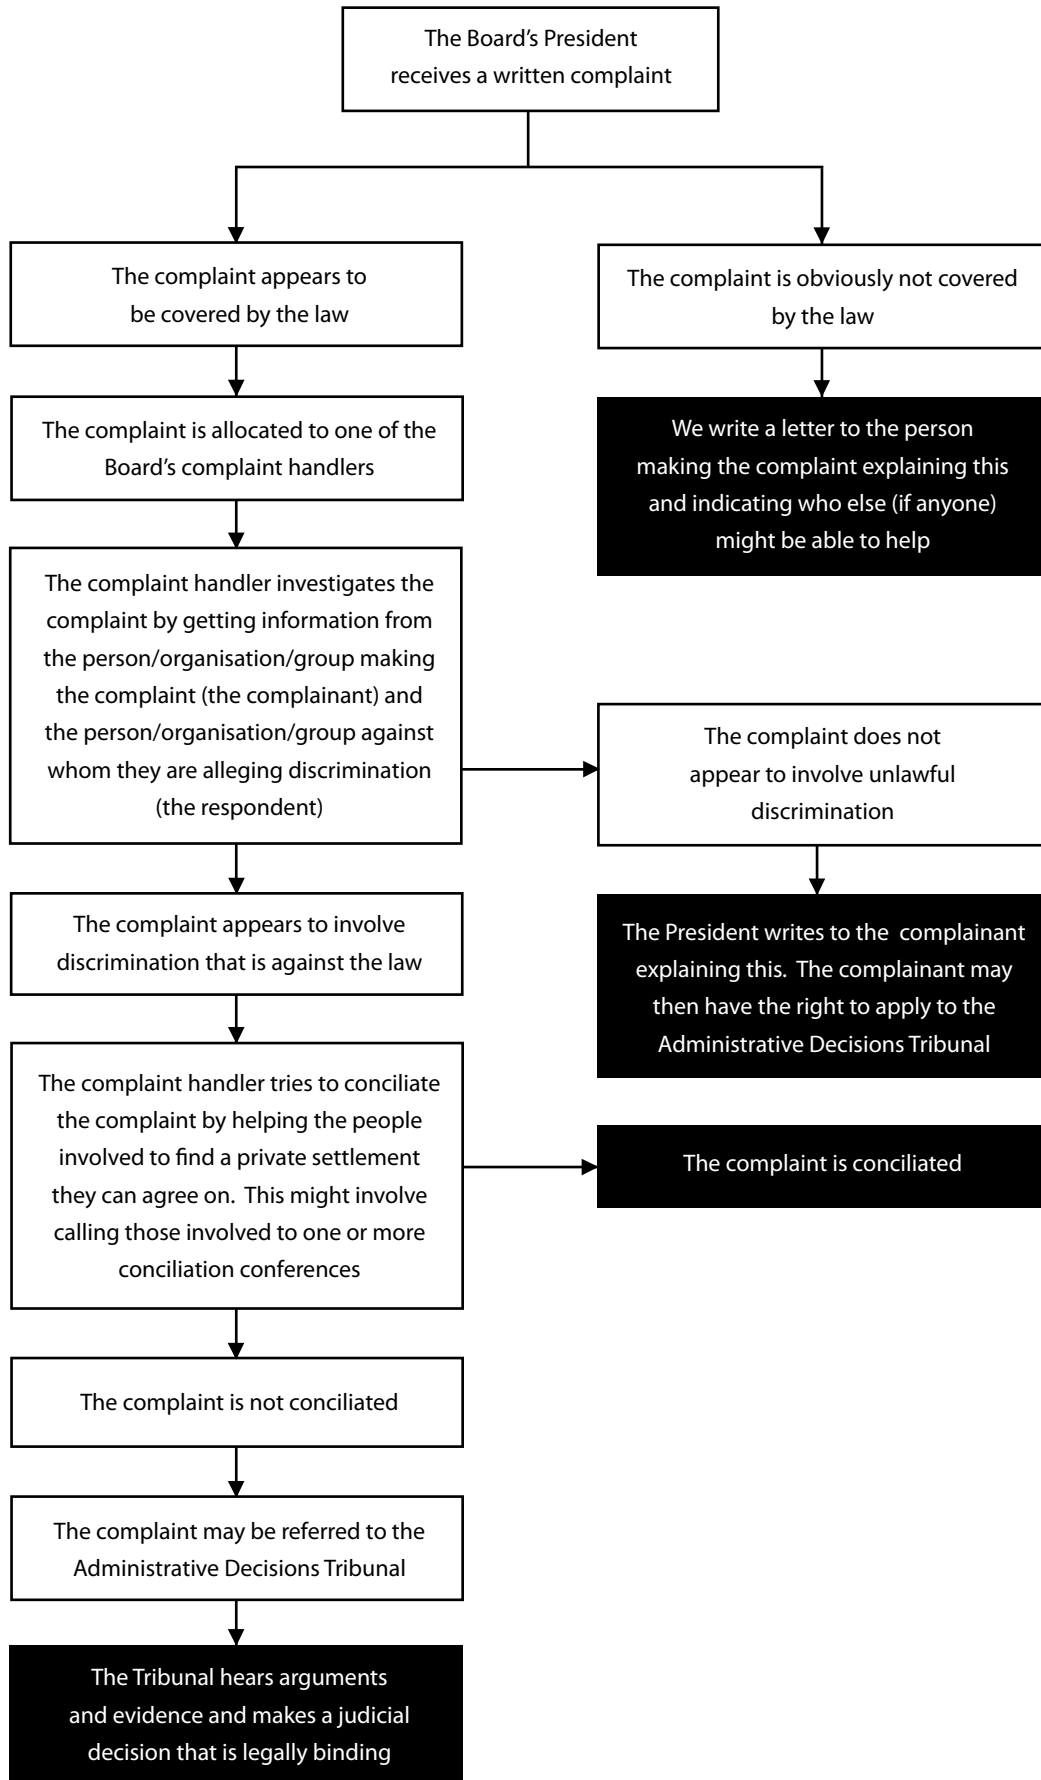 The Board’s President
receives a written complaint
The complaint appears to
be covered by the law
The complaint is obviously not covered
by the law
The complaint is allocated to one of the
Board’s complaint handlers
We write a letter to the person
making the complaint explaining this
and indicating who else (if anyone)
might be able to help
The complaint handler investigates the
complaint by getting information from
the person/organisation/group making
the complaint (the complainant) and
the person/organisation/group against
whom they are alleging discrimination
(the respondent)
The complaint does not
appear to involve unlawful
discrimination
The complaint appears to involve
discrimination that is against the law
The President writes to the  complainant
explaining this.  The complainant may
then have the right to apply to the
Administrative Decisions Tribunal
The complaint handler tries to conciliate
the complaint by helping the people
involved to find a private settlement
they can agree on.  This might involve
calling those involved to one or more
conciliation conferences
The complaint is conciliated
The complaint is not conciliated
The complaint may be referred to the
Administrative Decisions Tribunal
The Tribunal hears arguments
and evidence and makes a judicial
decision that is legally binding